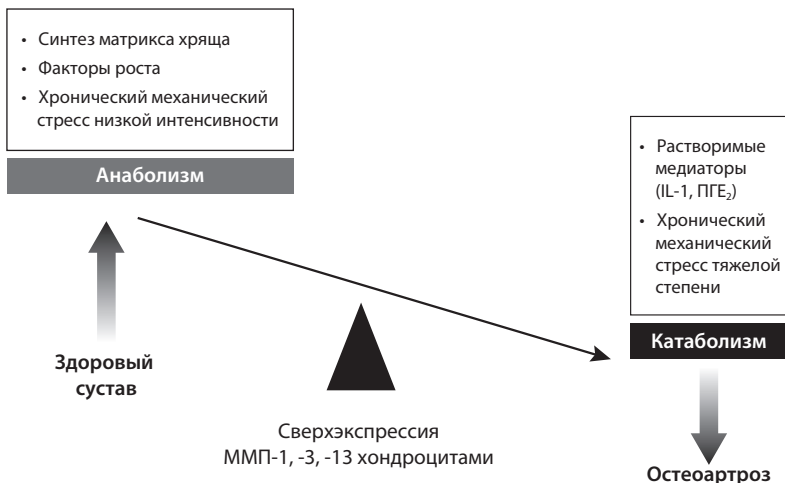 • Синтез матрикса хряща
• Факторы роста
• Хронический механический
стресс низкой интенсивности
Анаболизм
Здоровый
сустав
Сверхэкспрессия
ММП-1, -3, -13 хондроцитами
• Растворимые
медиаторы
(IL-1, ПГЕ₂)
• Хронический
механический
стресс тяжелой
степени
Катаболизм
Остеоартроз